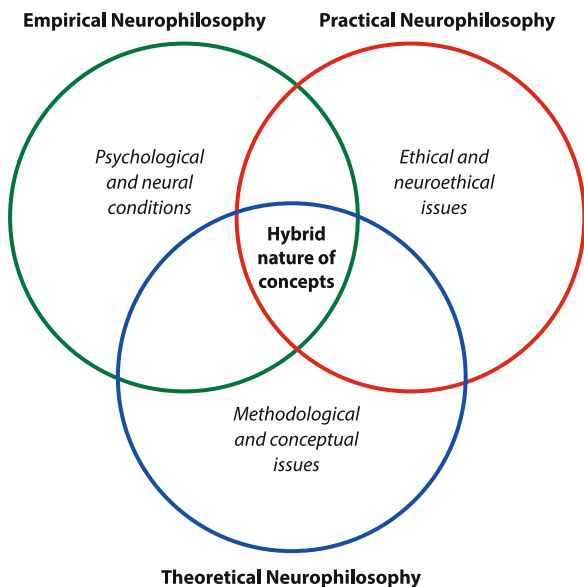 Empirical Neurophilosophy
Practical Neurophilosophy
Psychological
and neural
conditions
Ethical and
neuroethical
issues
Hybrid
nature of
concepts
Methodological
and conceptual
issues
Theoretical Neurophilosophy